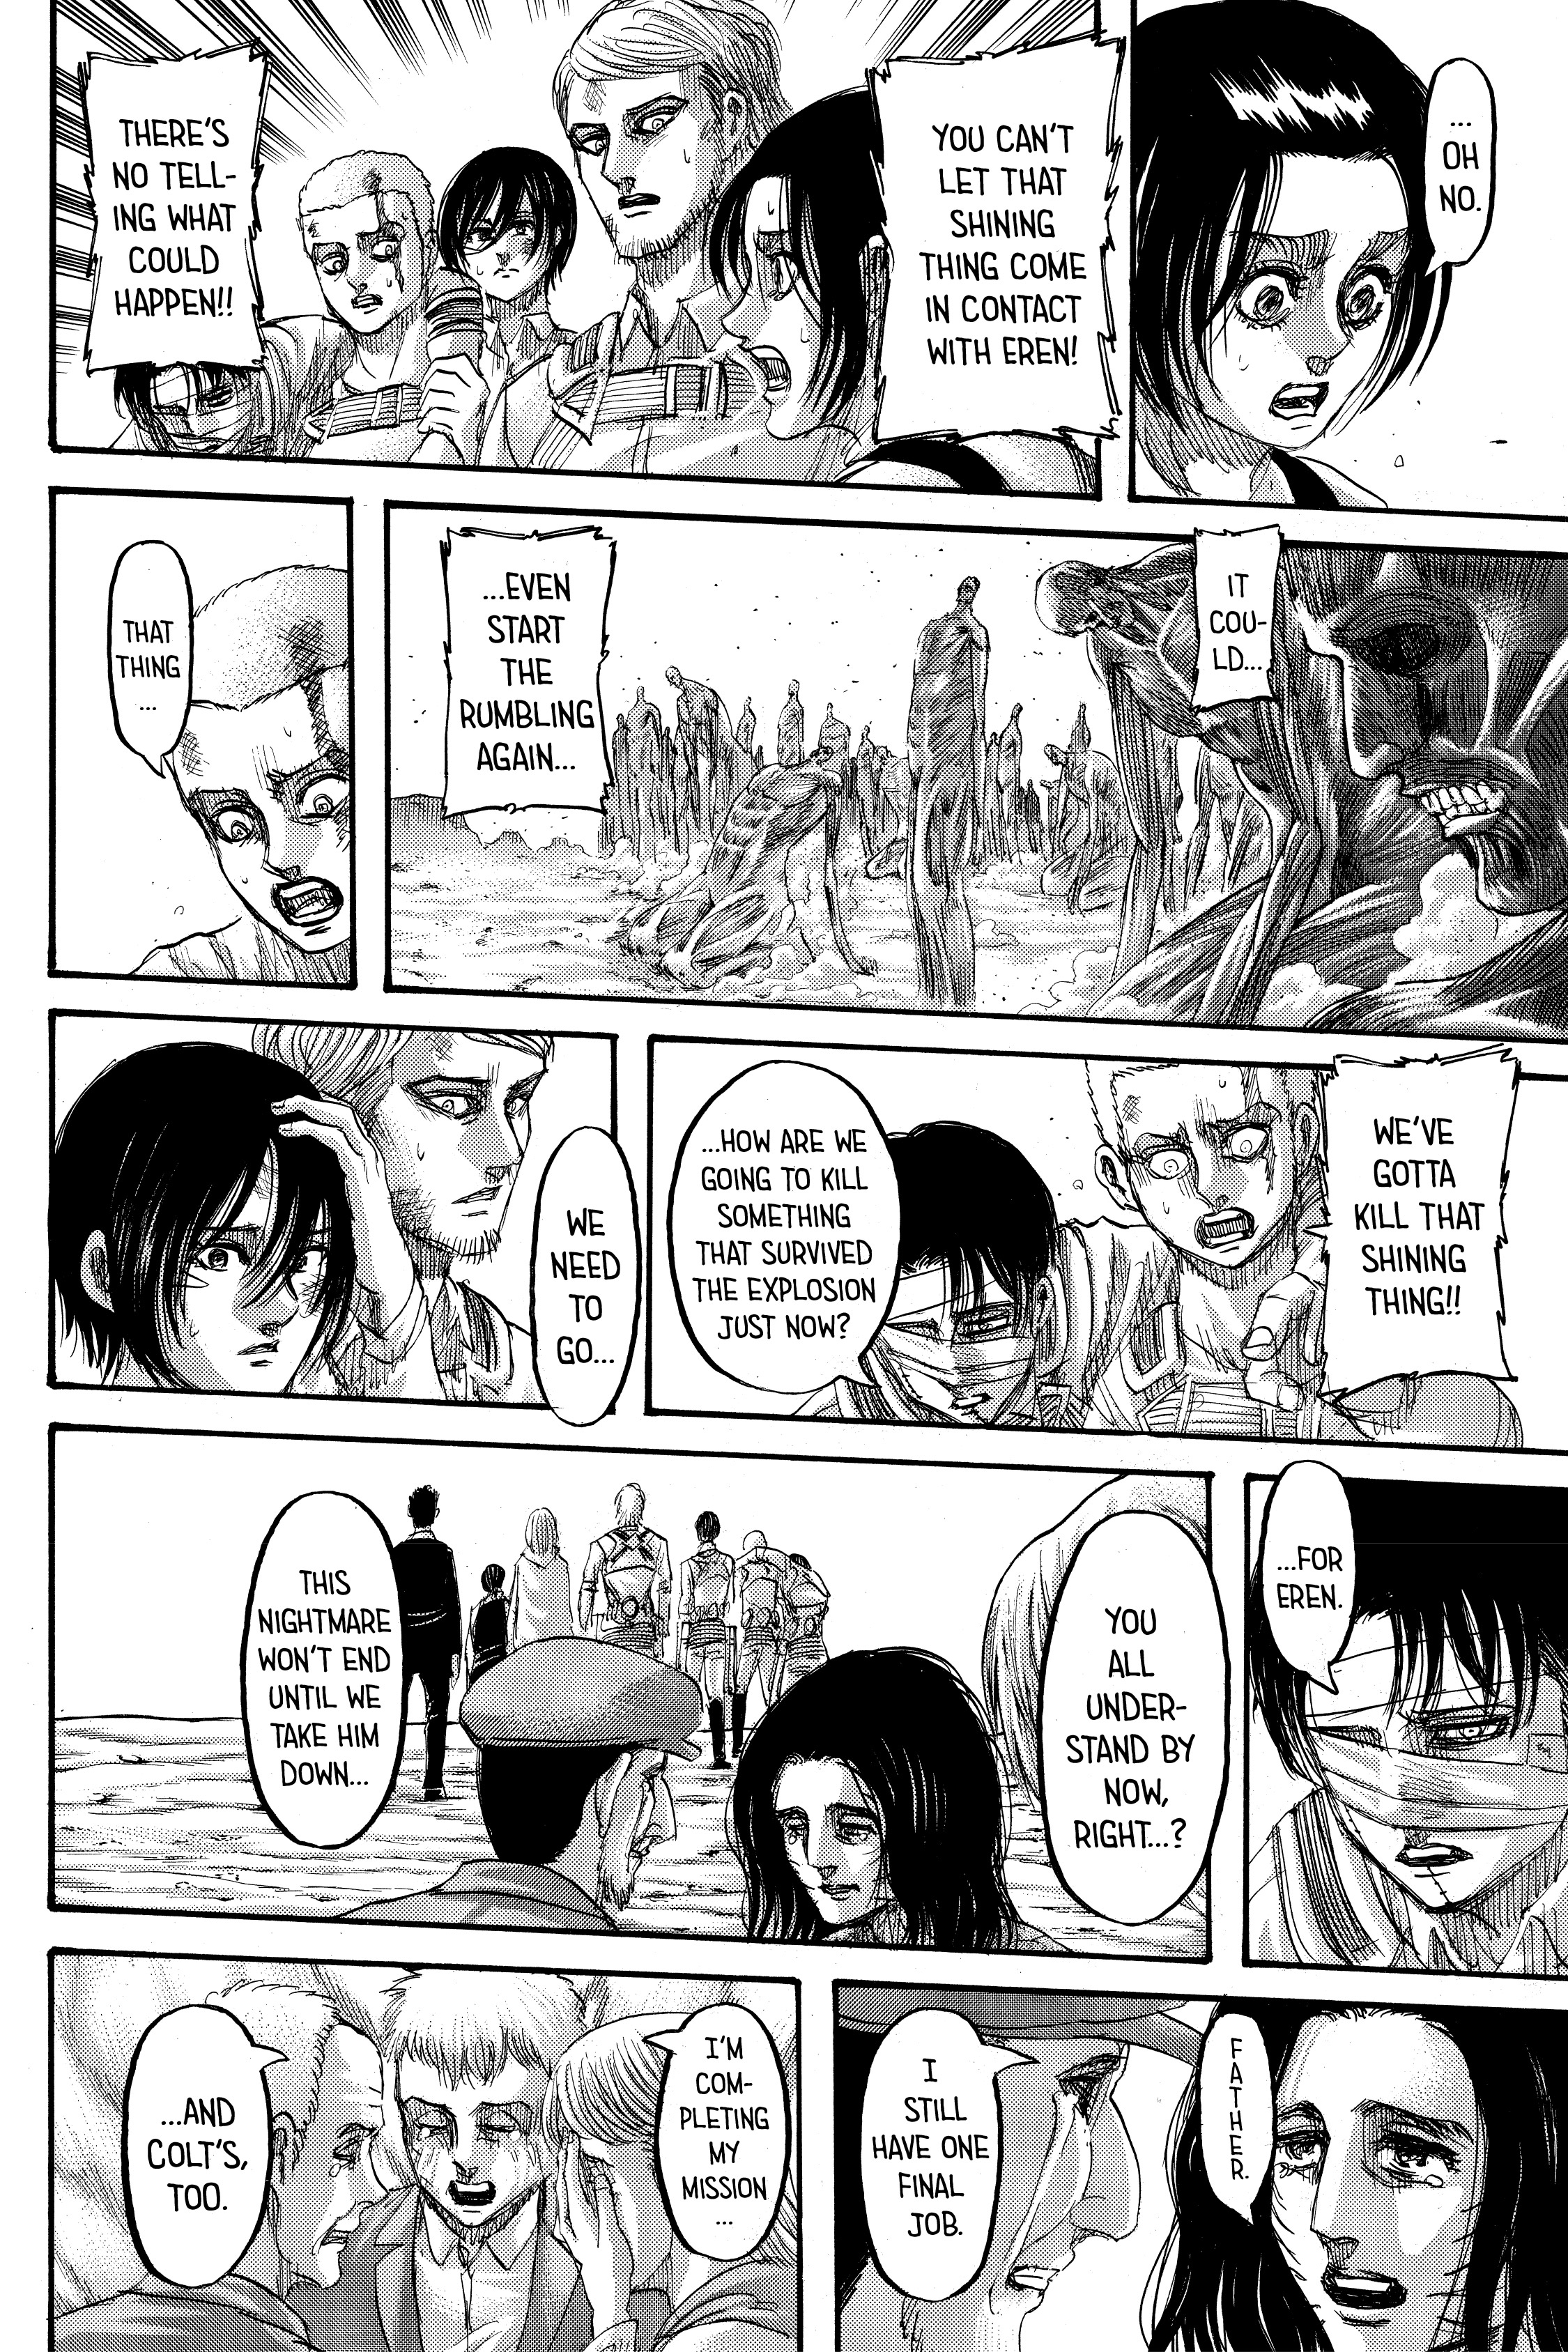 ...
OH
NO.
YOU CAN'T
LET THAT
SHINING
THING COME
IN CONTACT
WITH EREN!
THERE'S
NO TELL-
ING WHAT
COULD
HAPPEN!!
IT
COU-
LD...
...EVEN
START
THE
RUMBLING
AGAIN...
THAT
THING
...
WE'VE
GOTTA
KILL THAT
SHINING
THING!!
...HOW ARE WE
GOING TO KILL
SOMETHING
THAT SURVIVED
THE EXPLOSION
JUST NOW?
WE
NEED
TO
GO...
...FOR
EREN.
YOU
ALL
UNDER-
STAND BY
NOW,
RIGHT...?
THIS
NIGHTMARE
WON'T END
UNTIL WE
TAKE HIM
DOWN...
FATHER.
I
STILL
HAVE ONE
FINAL
JOB.
I'M
COM-
PLETING
MY
MISSION
...
...AND
COLT'S,
TOO.